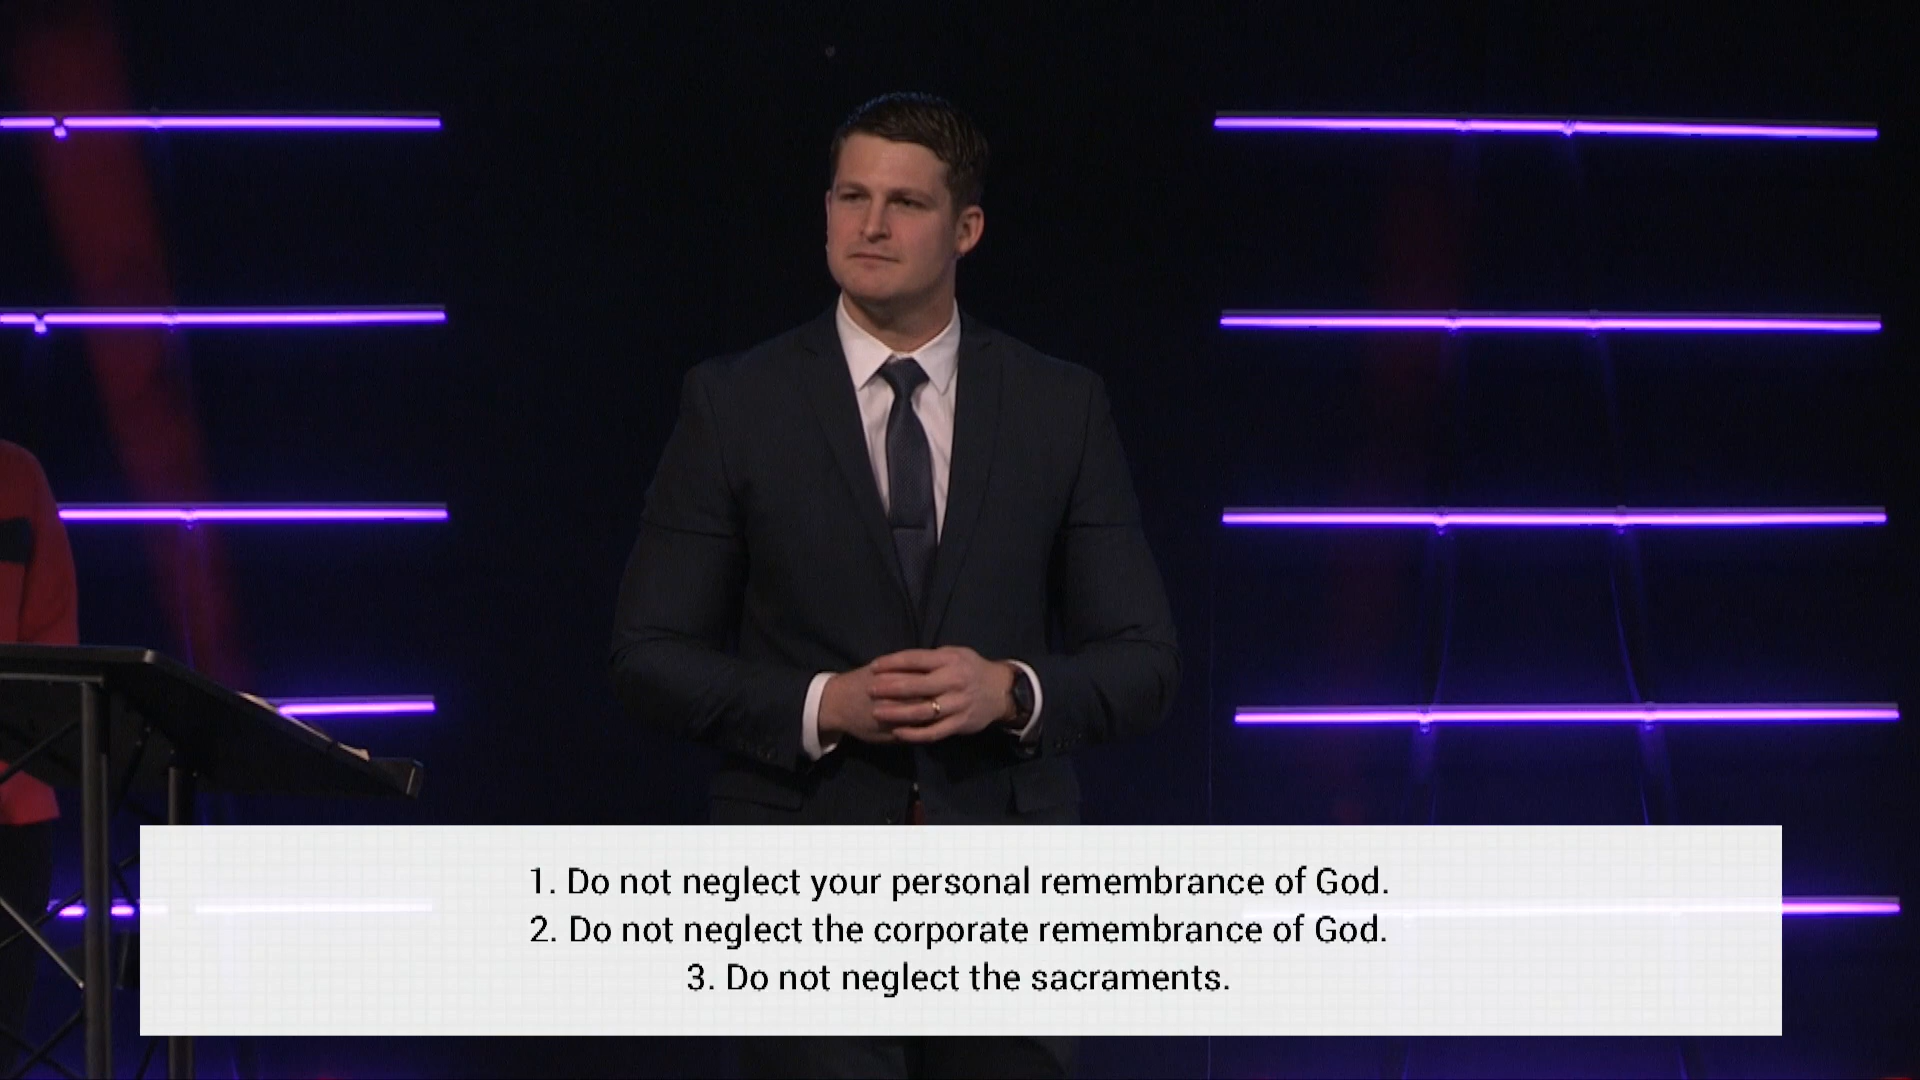 1. Do not neglect your personal remembrance of God.
2. Do not neglect the corporate remembrance of God.
3. Do not neglect the sacraments.